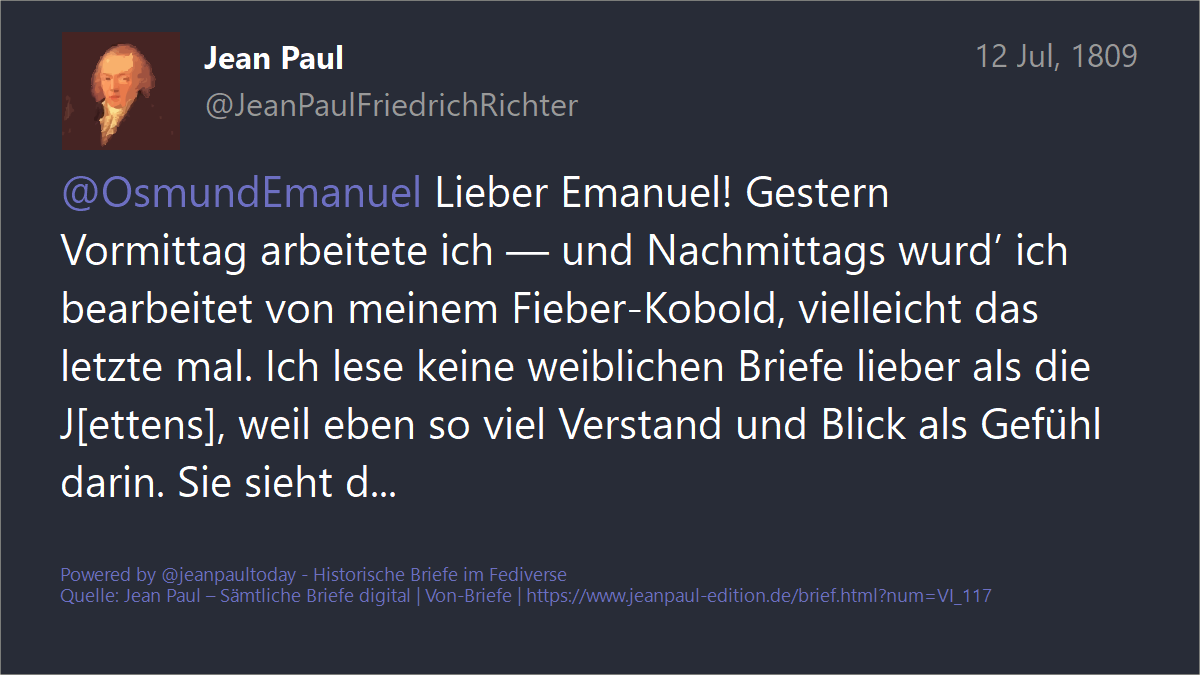 Jean Paul
12 Jul, 1809
@JeanPaulFriedrichRichter
@OsmundEmanuel Lieber Emanuel! Gestern
Vormittag arbeitete ich — und Nachmittags wurd’ ich
bearbeitet von meinem Fieber-Kobold, vielleicht das
letzte mal. Ich lese keine weiblichen Briefe lieber als die
J[ettens], weil eben so viel Verstand und Blick als Gefühl
darin. Sie sieht d...
Powered by @jeanpaultoday - Historische Briefe im Fediverse
Quelle: Jean Paul – Sämtliche Briefe digital | Von-Briefe | https://www.jeanpaul-edition.de/brief.html?num=VI_117